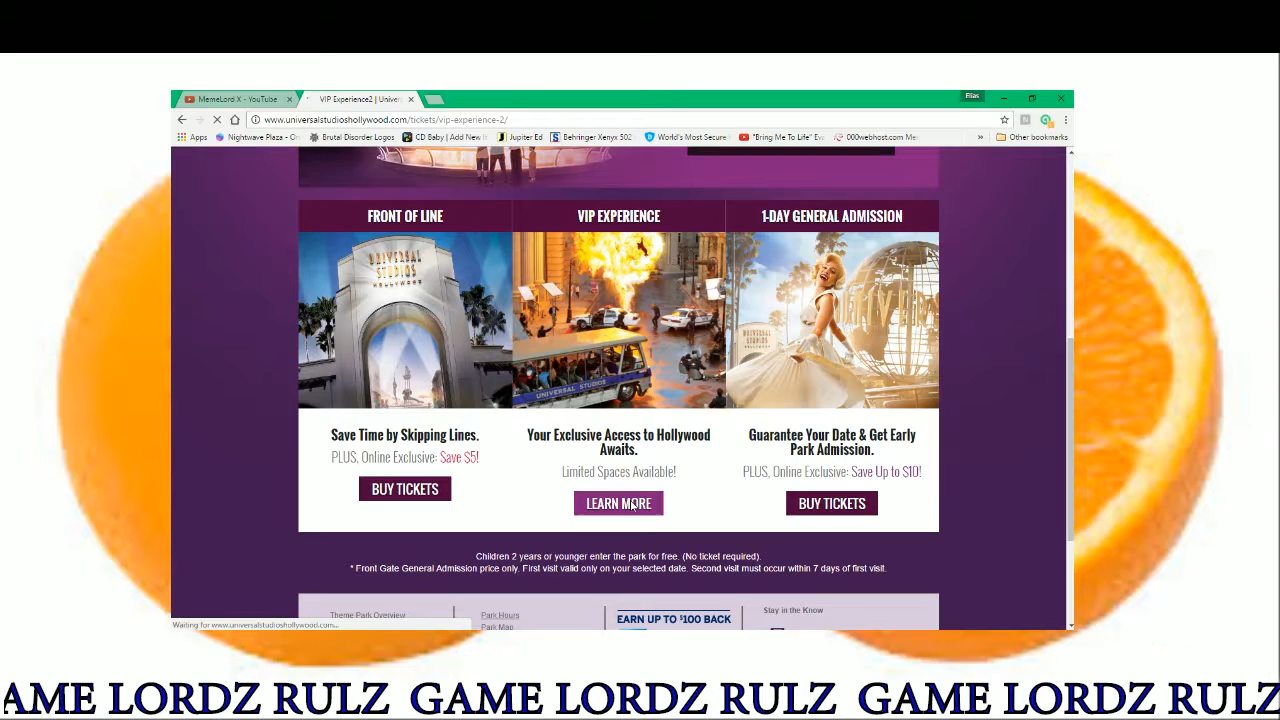 MemeLord X - YouTube
VIP Experience2 | Univer
Elias
www.universalstudioshollywood.com/tickets/vip-experience-2/
Apps
Nightwave Plaza - On
Brutal Disorder Logos
CD Baby | Add New
Jupiter Ed
Behringer Xenyx 502
World's Most Secure
"Bring Me To Life" Ev
000webhost.com Me
»
Other bookmarks
FRONT OF LINE
VIP EXPERIENCE
1-DAY GENERAL ADMISSION
UNIVERSAL
STUDIOS
HOLLYWOOD
UNIVERSAL STUDIOS
UNIVERSAL
STUDIOS
Save Time by Skipping Lines.
PLUS, Online Exclusive: Save $5!
BUY TICKETS
Your Exclusive Access to Hollywood
Awaits.
Limited Spaces Available!
LEARN MORE
Guarantee Your Date & Get Early
Park Admission.
PLUS, Online Exclusive: Save Up to $10!
BUY TICKETS
Children 2 years or younger enter the park for free. (No ticket required).
* Front Gate General Admission price only. First visit valid only on your selected date. Second visit must occur within 7 days of first visit.
Theme Park Overview
Park Hours
Park Map
EARN UP TO $100 BACK
Stay in the Know
Waiting for www.universalstudioshollywood.com...
AME LORDZ RULZ GAME LORDZ RULZ GAME LORDZ RULZ